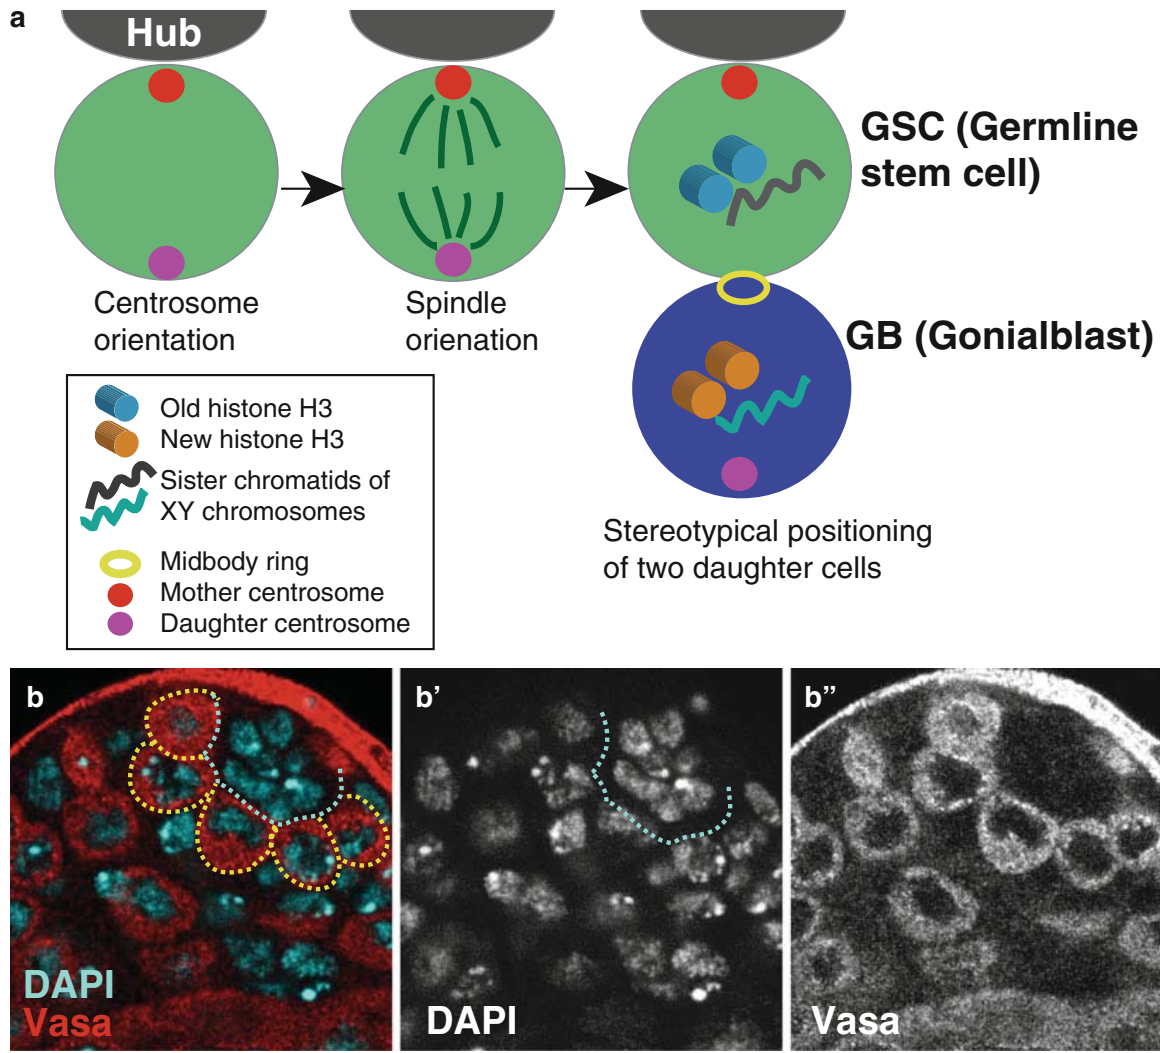 a
Hub
GSC (Germline
stem cell)
Centrosome
orientation
Spindle
orienation
GB (Gonialblast)
Old histone H3
New histone H3
Sister chromatids of
XY chromosomes
Midbody ring
Mother centrosome
Daughter centrosome
Stereotypical positioning
of two daughter cells
b
DAPI
Vasa
b’
DAPI
b”
Vasa